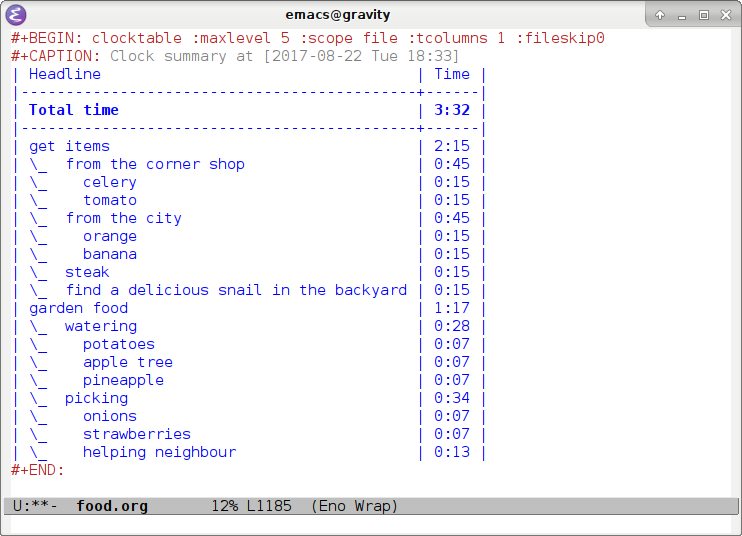 emacs@gravity
#+BEGIN: clocktable :maxlevel 5 :scope file :tcolumns 1 :fileskip0
#+CAPTION: Clock summary at [2017-08-22 Tue 18:33]
| Headline                                   | Time |
|--------------------------------------------+------|
| Total time                                 | 3:32 |
|--------------------------------------------+------|
| get items                                  | 2:15 |
| \_  from the corner shop                   | 0:45 |
| \_    celery                               | 0:15 |
| \_    tomato                               | 0:15 |
| \_  from the city                          | 0:45 |
| \_    orange                               | 0:15 |
| \_    banana                               | 0:15 |
| \_  steak                                  | 0:15 |
| \_  find a delicious snail in the backyard | 0:15 |
| garden food                                | 1:17 |
| \_  watering                               | 0:28 |
| \_    potatoes                             | 0:07 |
| \_    apple tree                           | 0:07 |
| \_    pineapple                            | 0:07 |
| \_  picking                                | 0:34 |
| \_    onions                               | 0:07 |
| \_    strawberries                         | 0:07 |
| \_    helping neighbour                    | 0:13 |
#+END:
U:**-  food.org       12% L1185  (Eno Wrap)